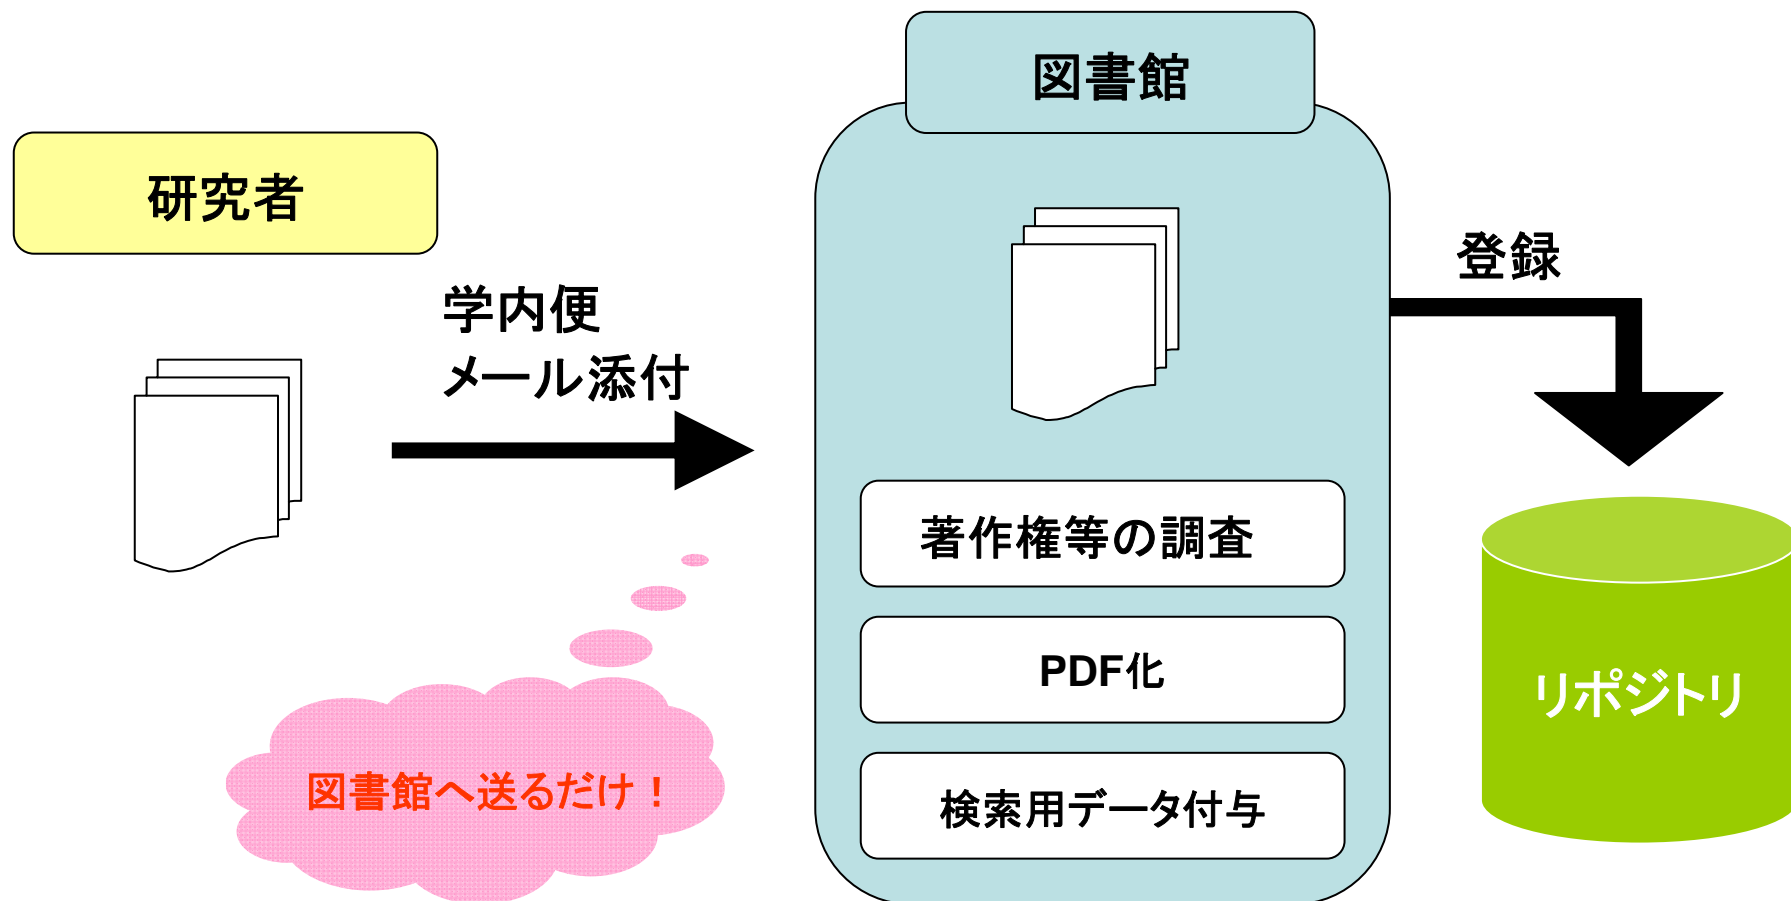 図書館
研究者
登録
学内便
メール添付
著作権等の調査
PDF化
リポジトリ
図書館へ送るだけ！
検索用データ付与